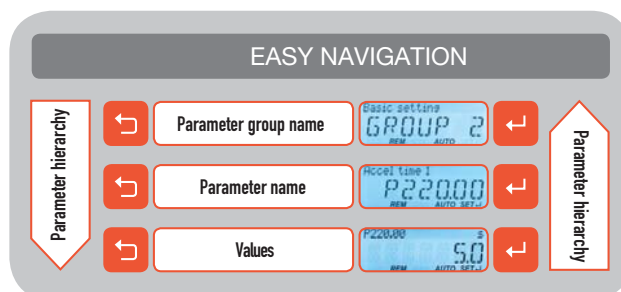 EASY NAVIGATION
Parameter hierarchy
Parameter group name
Basic setting
GROUP 2
REM AUTO
Parameter name
Accel time 1
P220.00
REM AUTO SET↓
Values
P220.00 s
5.0
REM AUTO SET↓
Parameter hierarchy